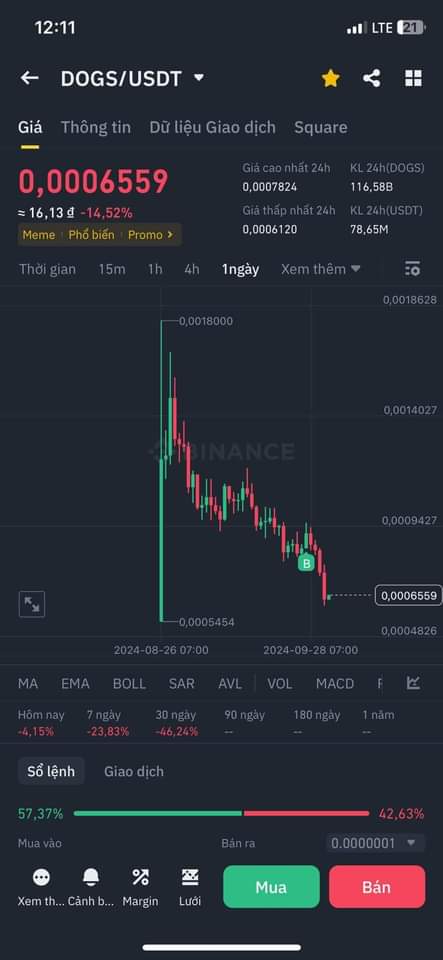 12:11 LTE 21
DOGS/USDT
Giá Thông tin Dữ liệu Giao dịch Square
0,0006559
≈ 16,13 ₫ -14,52%
Meme Phổ biến Promo
Giá cao nhất 24h KL 24h(DOGS)
0,0007824 116,58B
Giá thấp nhất 24h KL 24h(USDT)
0,0006120 78,65M
Thời gian 15m 1h 4h 1ngày Xem thêm
0,0018628
0,0018000
0,0014027
BINANCE
0,0009427
B
0,0006559
0,0005454
0,0004826
2024-08-26 07:00 2024-09-28 07:00
MA EMA BOLL SAR AVL VOL MACD
Hôm nay 7 ngày 30 ngày 90 ngày 180 ngày 1 năm
-4,15% -23,83% -46,24% -- -- --
Sổ lệnh Giao dịch
57,37% 42,63%
Mua vào Bán ra 0.0000001
Xem th... Cảnh b... Margin Lưới
Mua Bán